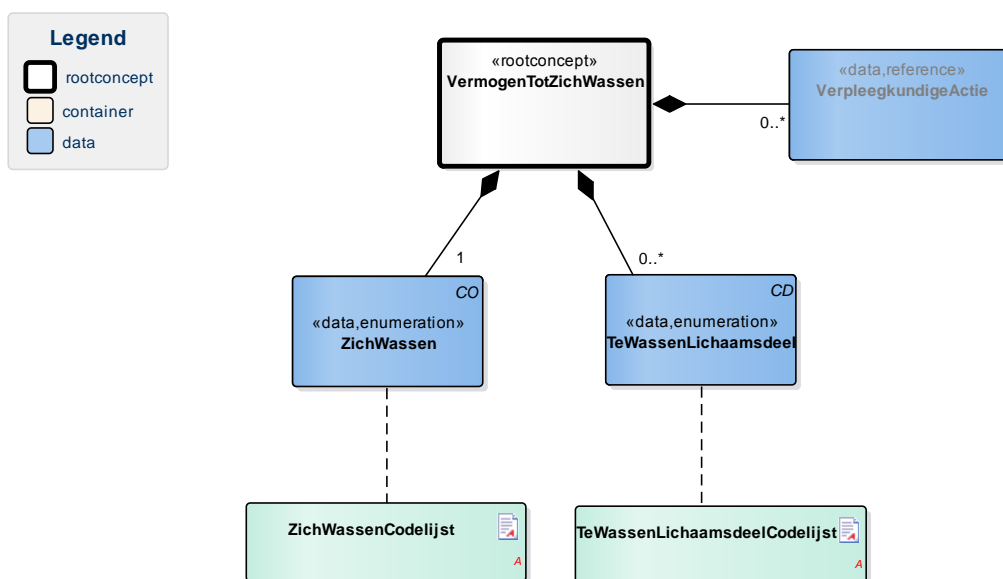 Legend
rootconcept
container
data
«rootconcept»
VermogenTotZichWassen
«data,reference»
VerpleegkundigeActie
0..*
1
0..*
CO
«data,enumeration»
ZichWassen
CD
«data,enumeration»
TeWassenLichaamsdeel
ZichWassenCodelijst
A
TeWassenLichaamsdeelCodelijst
A